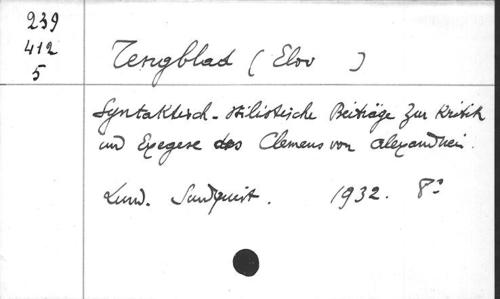 239
412
5
Tengblad (Elov )
Syntaktisch-stilistische Beiträge zur Kritik
und Exegese des Clemens von Alexandrien.
Lund. Sundquist. 1932. 8°